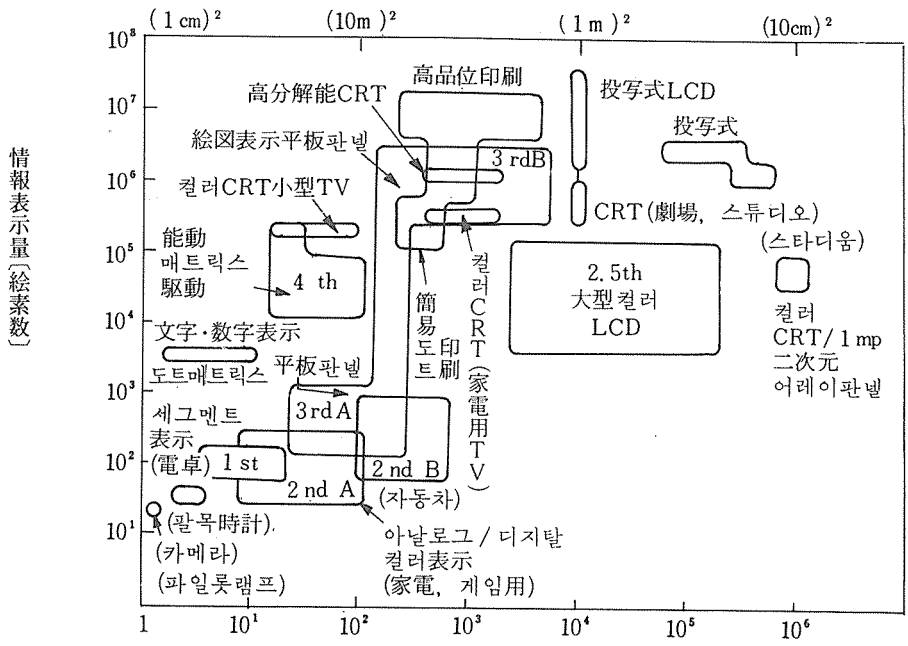 (1cm)² (10m)² (1m)² (10cm)²
10⁸
10⁷
10⁶
10⁵
10⁴
10³
10²
10¹
情報表示量〔絵素数〕
高品位印刷
高分解能CRT
投写式LCD
絵図表示平板판넬
投写式
3rdB
컬러CRT小型TV
CRT(劇場, 스튜디오)
(스타디움)
能動
매트릭스
駆動
4 th
2.5th
大型컬러
LCD
컬러
CRT/1mp
二次元
어레이판넬
컬러CRT(家電用TV)
簡易도트
印刷
文字·数字表示
도트매트릭스
平板판넬
3rdA
세그멘트
表示
(電卓)
1st
2nd A
2nd B
(자동차)
(팔목時計)
(카메라)
(파일롯램프)
아날로그/디지탈
컬러表示
(家電, 게임用)
1 10¹ 10² 10³ 10⁴ 10⁵ 10⁶